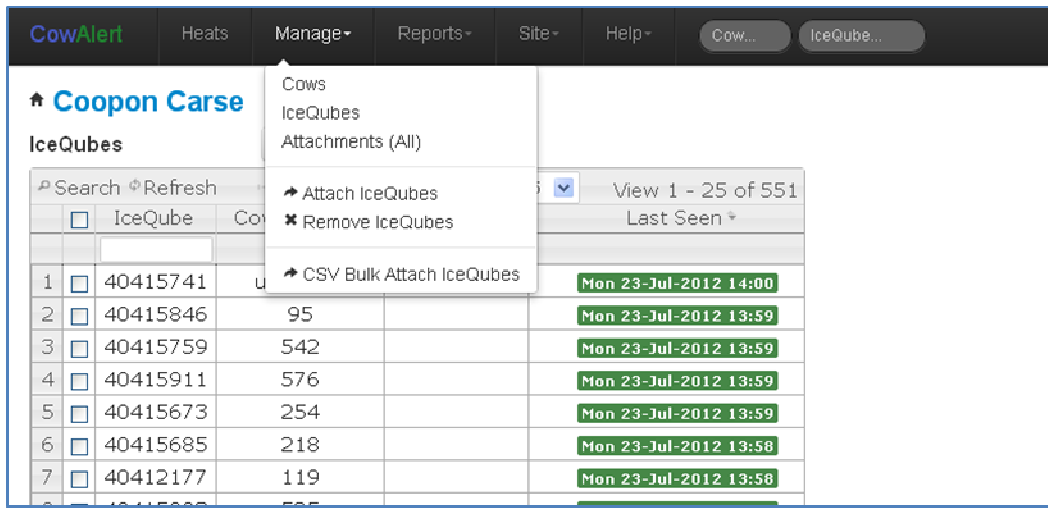 CowAlert Heats Manage Reports Site Help Cow... IceQube...
Coopon Carse
Cows
IceQubes
Attachments (All)
Attach IceQubes
Remove IceQubes
CSV Bulk Attach IceQubes
IceQubes
Search Refresh View 1 - 25 of 551
IceQube Last Seen
1 40415741 Mon 23-Jul-2012 14:00
2 40415846 95 Mon 23-Jul-2012 13:59
3 40415759 542 Mon 23-Jul-2012 13:59
4 40415911 576 Mon 23-Jul-2012 13:59
5 40415673 254 Mon 23-Jul-2012 13:59
6 40415685 218 Mon 23-Jul-2012 13:58
7 40412177 119 Mon 23-Jul-2012 13:58